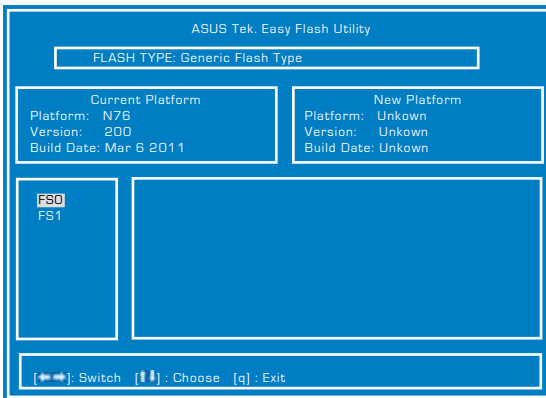 ASUS Tek. Easy Flash Utility
FLASH TYPE: Generic Flash Type
Current Platform
Platform: N76
Version: 200
Build Date: Mar 6 2011
New Platform
Platform: Unkown
Version: Unkown
Build Date: Unkown
FS0
FS1
[←→]: Switch [↑↓] : Choose [q] : Exit